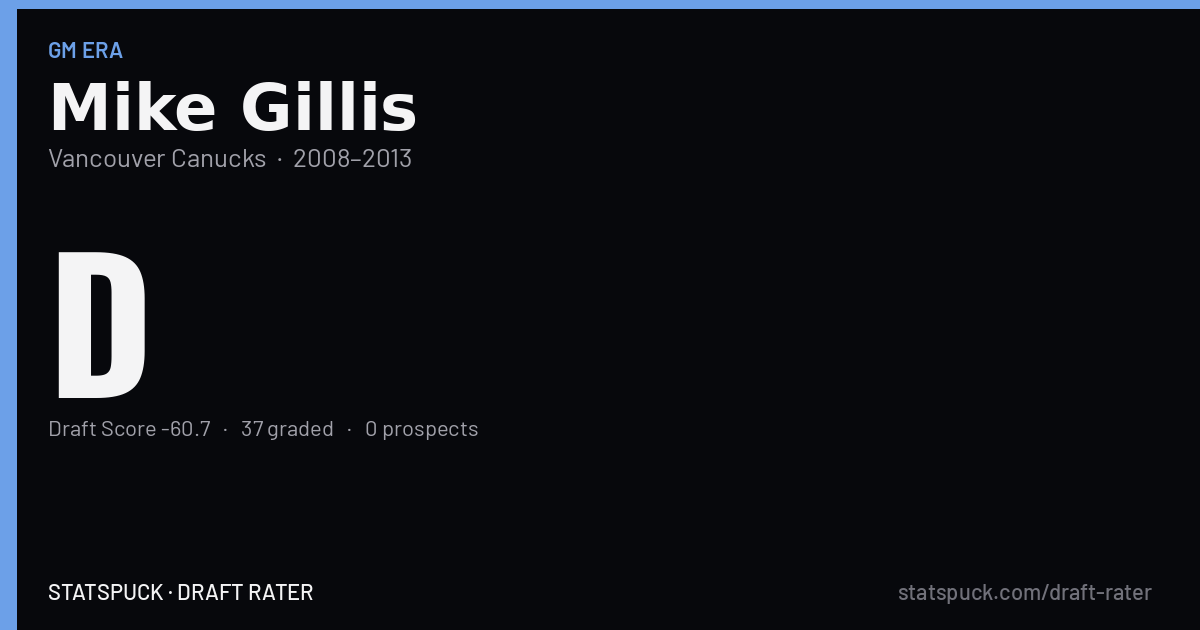 GM ERA
Mike Gillis
Vancouver Canucks · 2008–2013
D
Draft Score -60.7 · 37 graded · 0 prospects
STATSPUCK · DRAFT RATER
statspuck.com/draft-rater